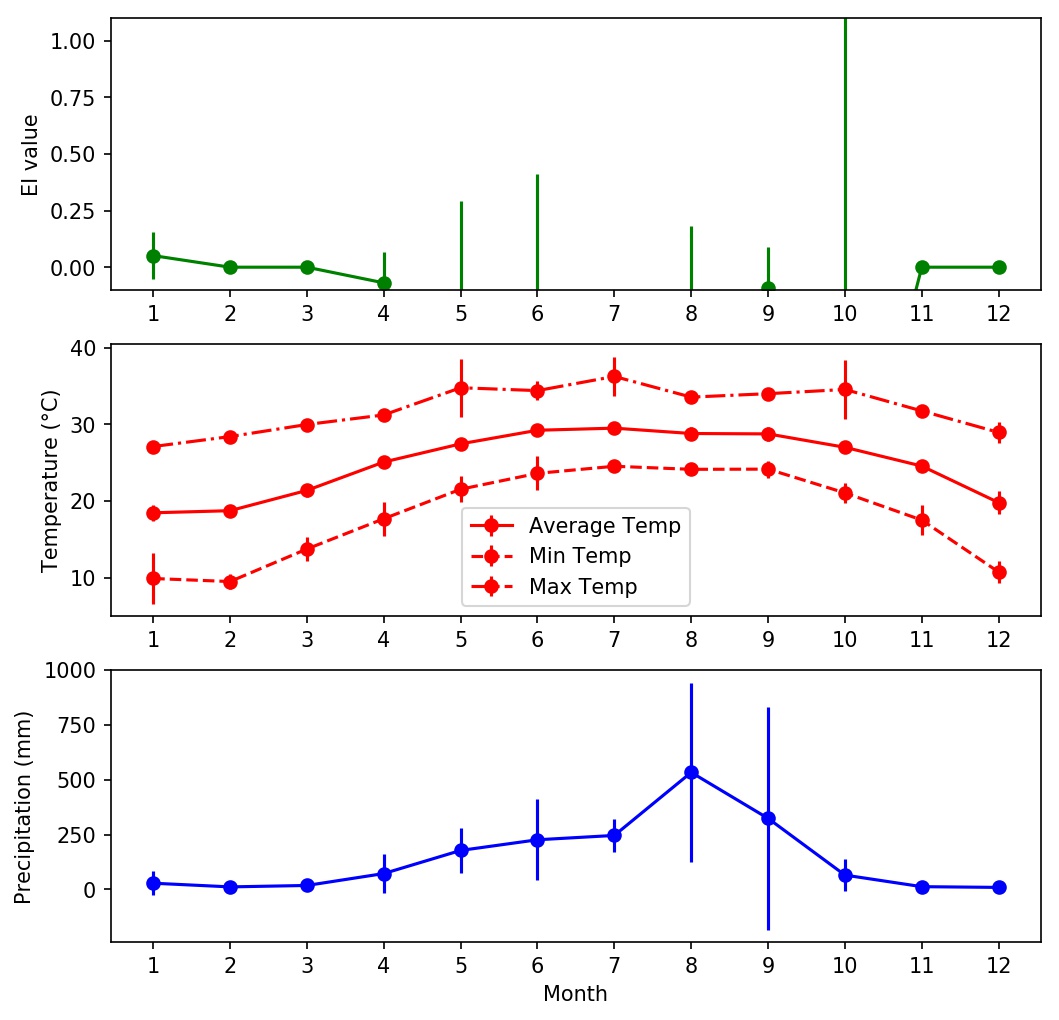 EI value
1.00
0.75
0.50
0.25
0.00
1 2 3 4 5 6 7 8 9 10 11 12
Temperature (°C)
40
30
20
10
Average Temp
Min Temp
Max Temp
1 2 3 4 5 6 7 8 9 10 11 12
Precipitation (mm)
1000
750
500
250
0
1 2 3 4 5 6 7 8 9 10 11 12
Month